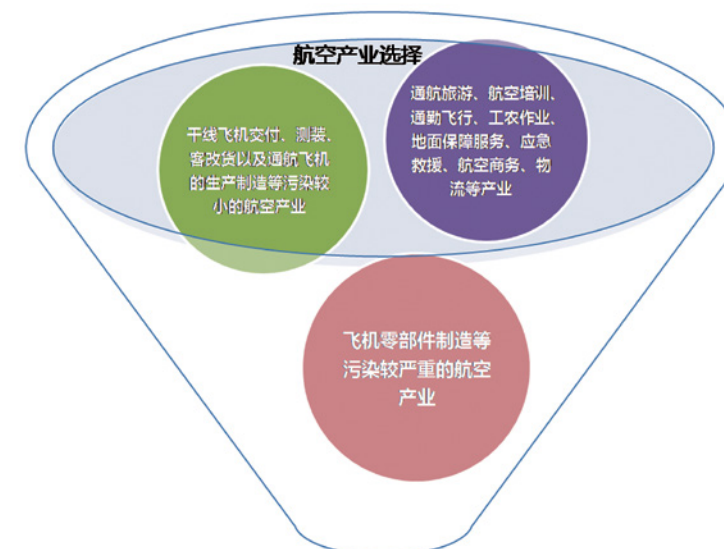 航空产业选择
干线飞机交付、测装、
客改货以及通航飞机
的生产制造等污染较
小的航空产业
通航旅游、航空培训、
通勤飞行、工农作业、
地面保障服务、应急
救援、航空商务、物
流等产业
飞机零部件制造等
污染较严重的航空
产业